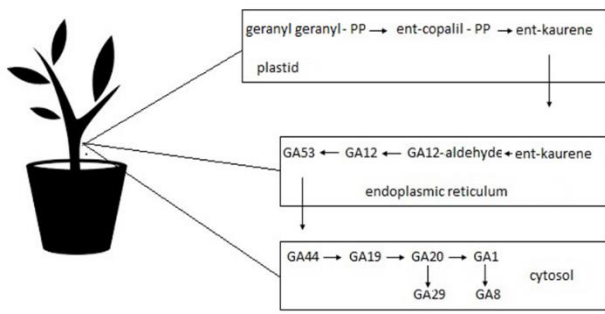 geranyl geranyl - PP → ent-copalil - PP → ent-kaurene
plastid
GA53 ← GA12 ← GA12-aldehyde ← ent-kaurene
endoplasmic reticulum
GA44 → GA19 → GA20 → GA1
cytosol
GA29 GA8